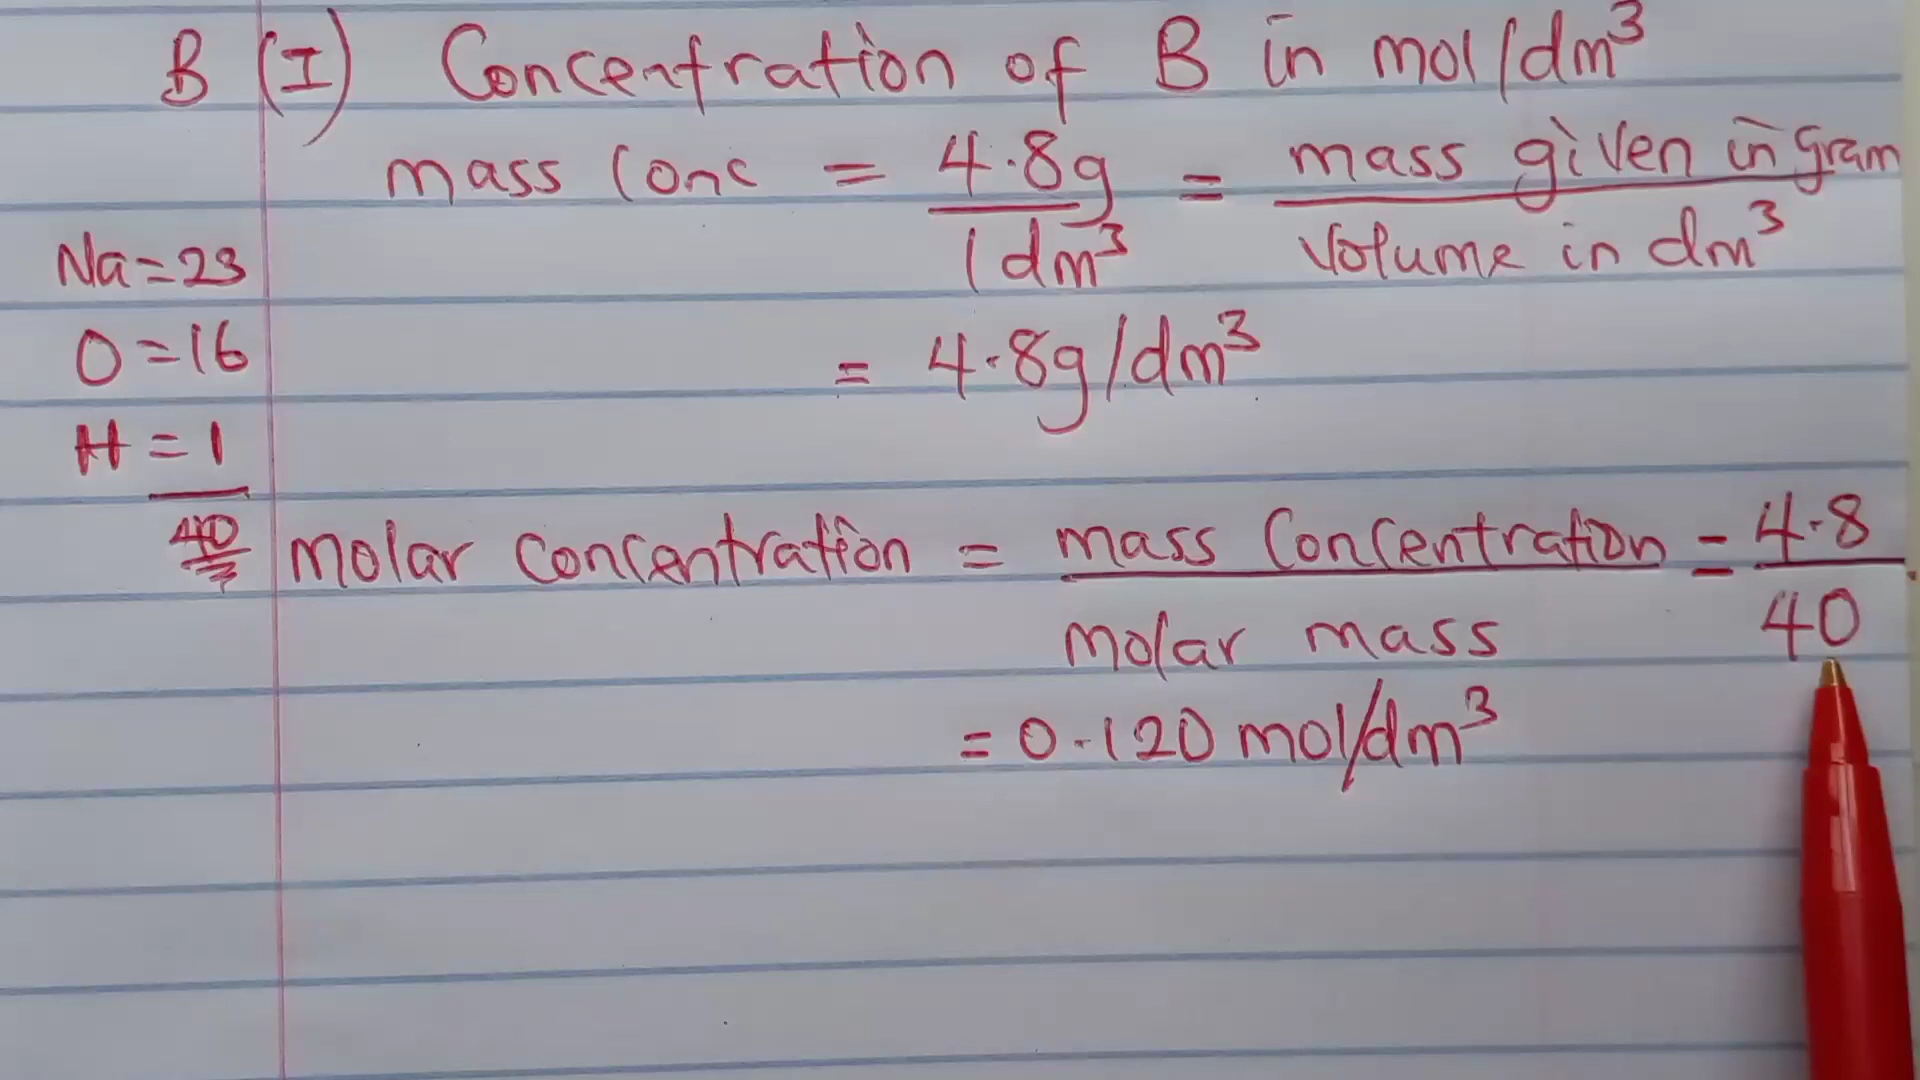 B (I) Concentration of B in mol/dm³
mass Conc = 4.8g / 1dm³ = mass given in gram / Volume in dm³
Na=23
O=16
= 4.8g/dm³
H=1
40
Molar Concentration = mass Concentration / Molar mass = 4.8 / 40
= 0.120 mol/dm³